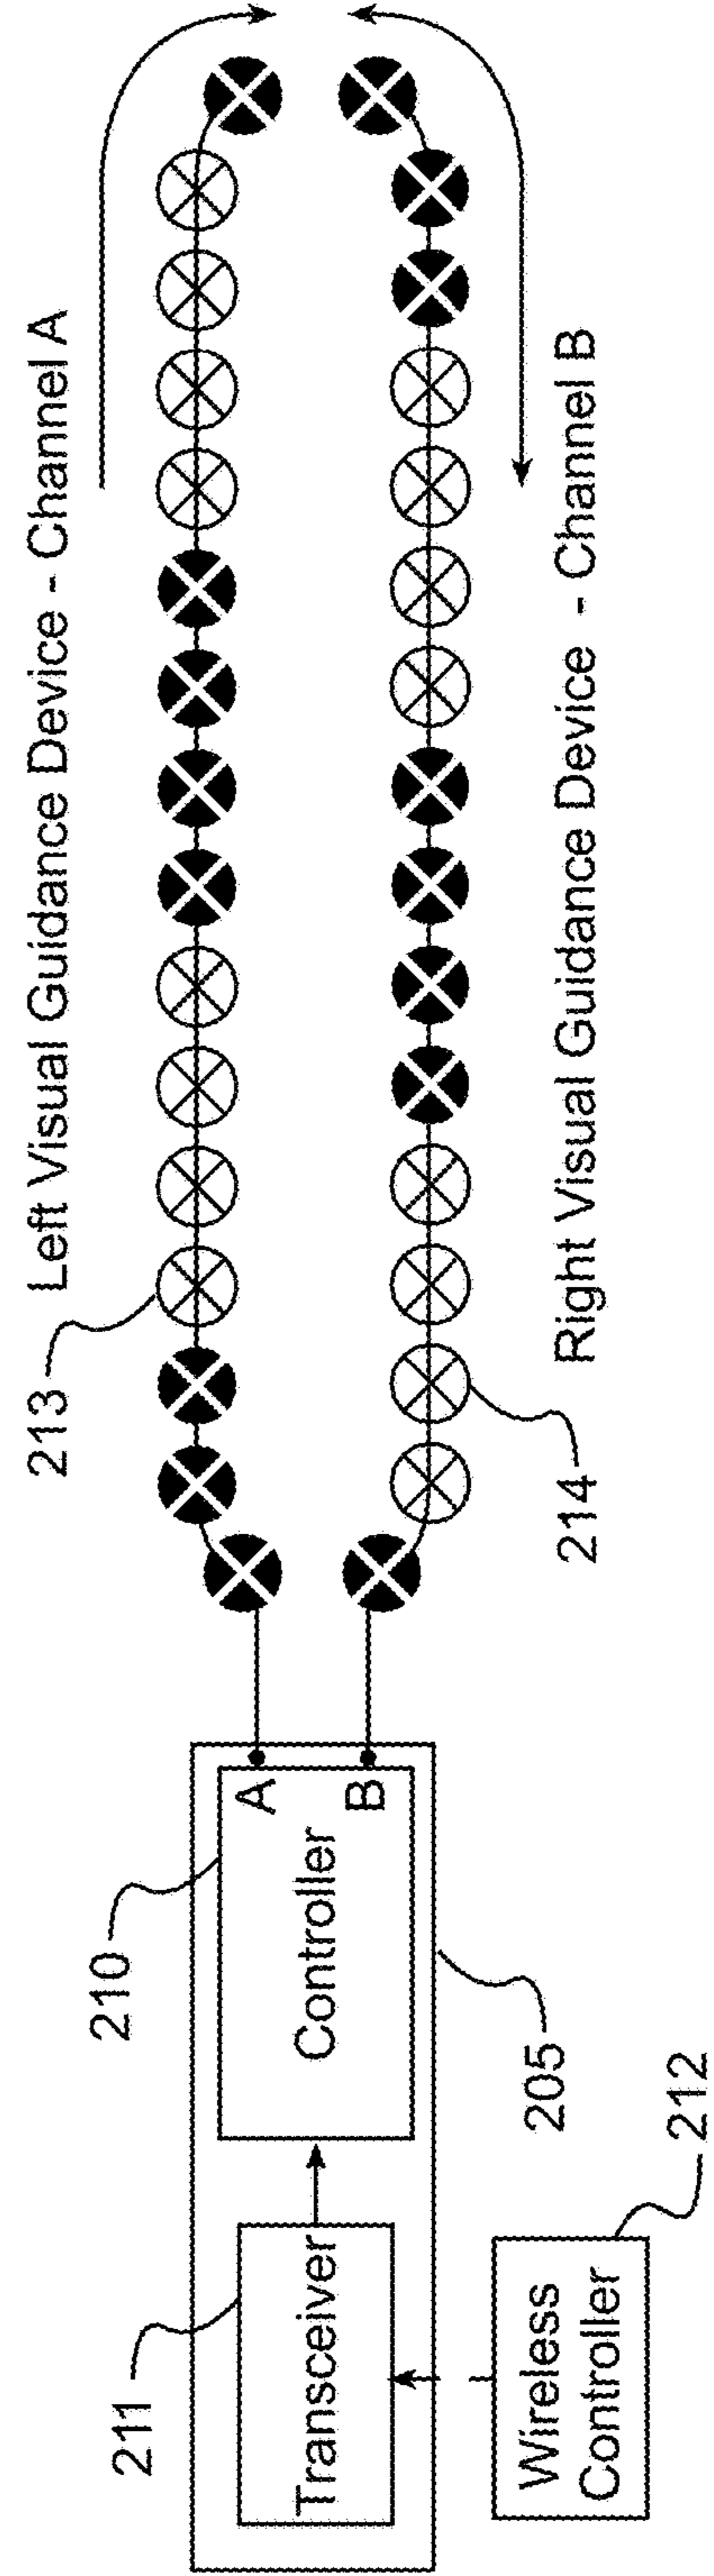 Left Visual Guidance Device - Channel A
213
210
211
Transceiver
Controller
A
B
205
Wireless
Controller
212
214
Right Visual Guidance Device - Channel B